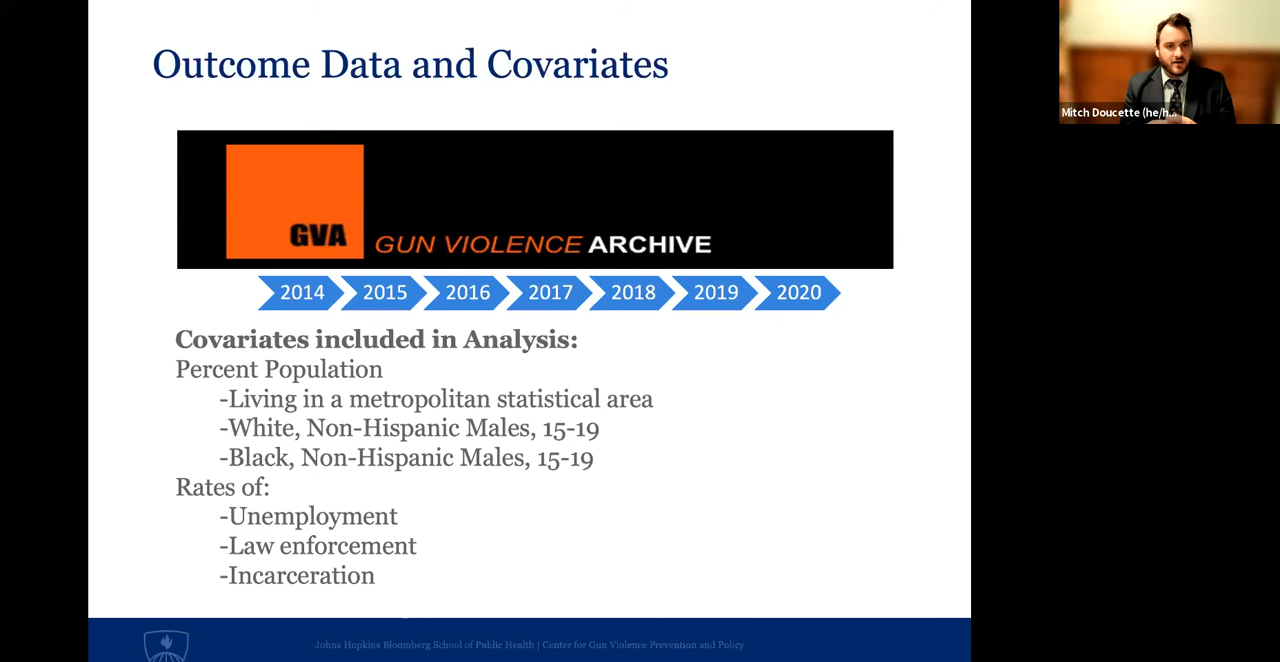 Outcome Data and Covariates
GVA
GUN VIOLENCE ARCHIVE
2014 2015 2016 2017 2018 2019 2020
Covariates included in Analysis:
Percent Population
-Living in a metropolitan statistical area
-White, Non-Hispanic Males, 15-19
-Black, Non-Hispanic Males, 15-19
Rates of:
-Unemployment
-Law enforcement
-Incarceration
Johns Hopkins Bloomberg School of Public Health | Center for Gun Violence Prevention and Policy
Mitch Doucette (he/h...